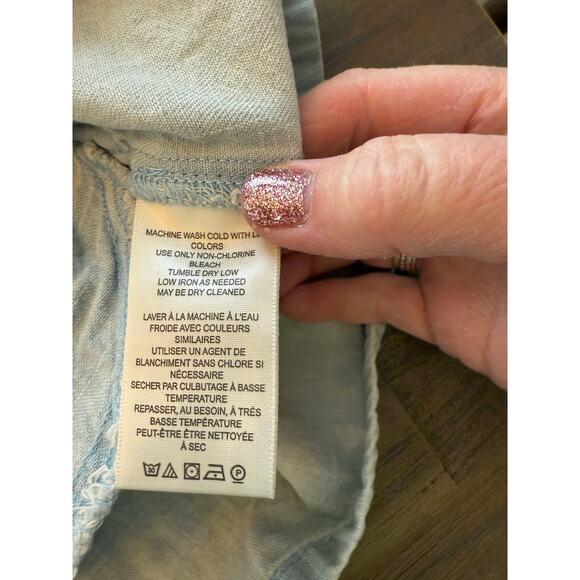 MACHINE WASH COLD WITH
COLORS
USE ONLY NON-CHLORINE
BLEACH
TUMBLE DRY LOW
LOW IRON AS NEEDED
MAY BE DRY CLEANED
LAVER À LA MACHINE À L'EAU
FROIDE AVEC COULEURS
SIMILAIRES
UTILISER UN AGENT DE
BLANCHIMENT SANS CHLORE SI
NÉCESSAIRE
SECHER PAR CULBUTAGE À BASSE
TEMPERATURE
REPASSER, AU BESOIN, À TRÉS
BASSE TEMPÉRATURE
PEUT-ÊTRE ÊTRE NETTOYÉE
À SEC